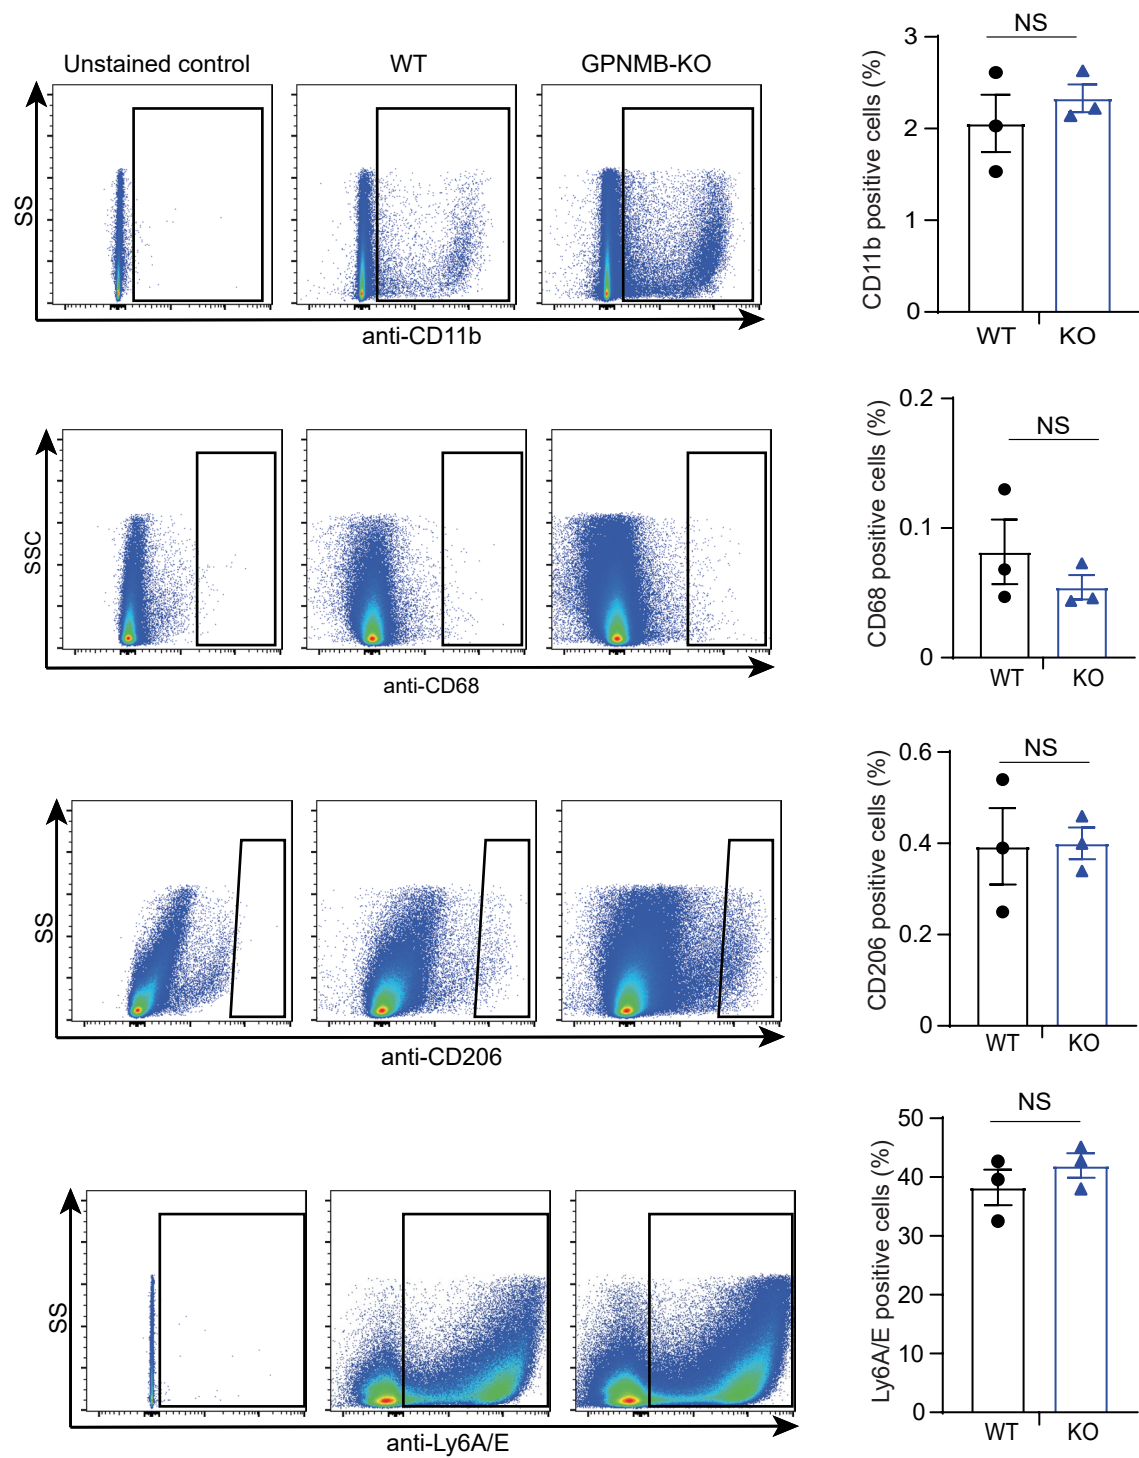 Unstained control
WT
GPNMB-KO
SS
anti-CD11b
CD11b positive cells (%)
3
2
1
0
NS
WT
KO
SSC
anti-CD68
CD68 positive cells (%)
0.2
0.1
0
NS
WT
KO
SS
anti-CD206
CD206 positive cells (%)
0.6
0.4
0.2
0
NS
WT
KO
SS
anti-Ly6A/E
Ly6A/E positive cells (%)
50
40
30
20
10
0
NS
WT
KO